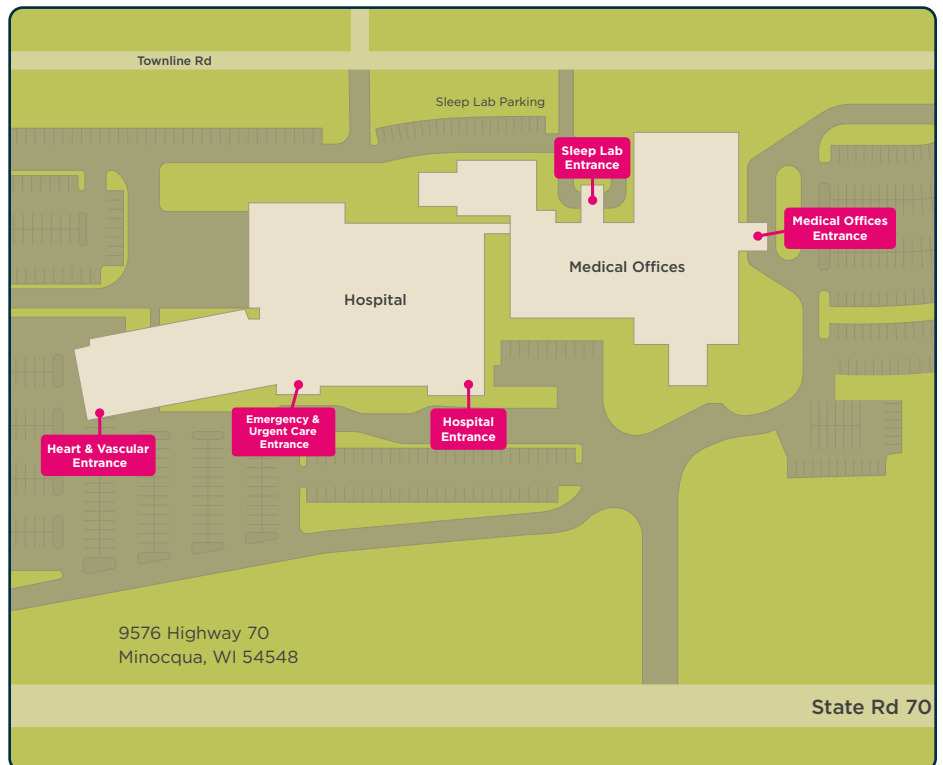 Townline Rd
Sleep Lab Parking
Sleep Lab
Entrance
Medical Offices
Entrance
Medical Offices
Hospital
Heart & Vascular
Entrance
Emergency &
Urgent Care
Entrance
Hospital
Entrance
9576 Highway 70
Minocqua, WI 54548
State Rd 70